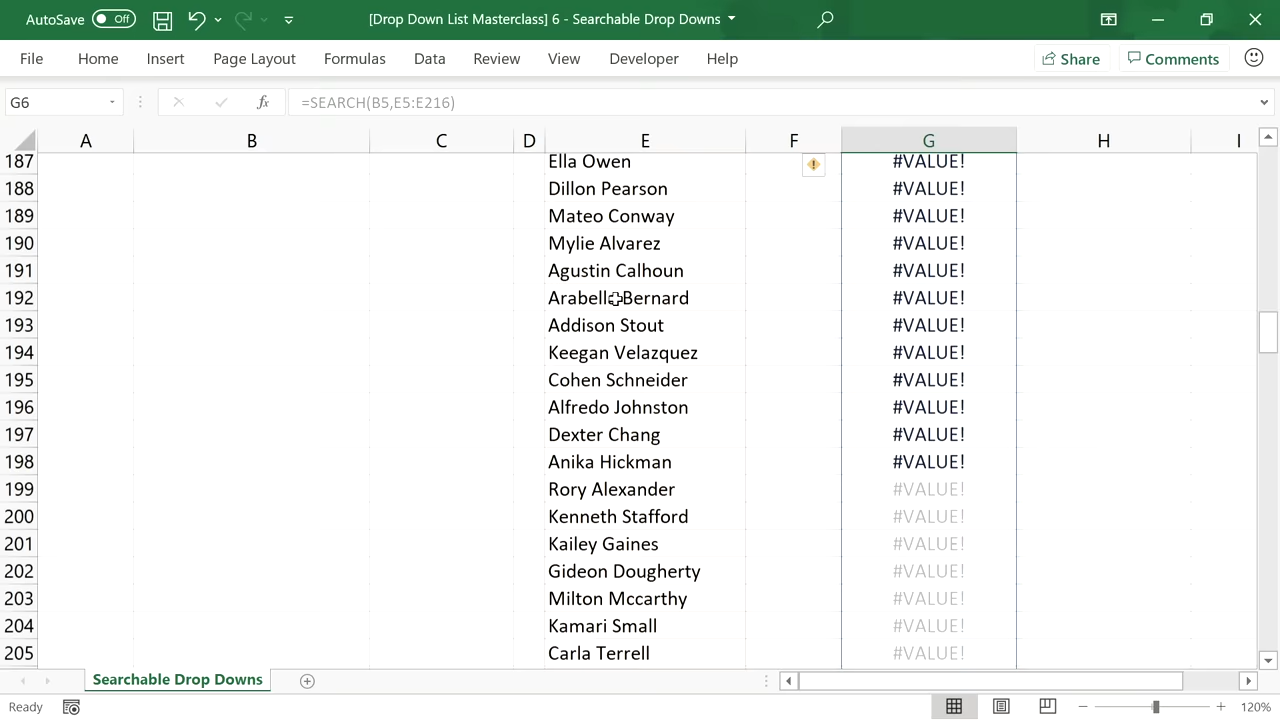 AutoSave Off [Drop Down List Masterclass] 6 - Searchable Drop Downs
File Home Insert Page Layout Formulas Data Review View Developer Help Share Comments
G6 fx =SEARCH(B5,E5:E216)
A B C D E F G H I
187 Ella Owen #VALUE!
188 Dillon Pearson #VALUE!
189 Mateo Conway #VALUE!
190 Mylie Alvarez #VALUE!
191 Agustin Calhoun #VALUE!
192 Arabella Bernard #VALUE!
193 Addison Stout #VALUE!
194 Keegan Velazquez #VALUE!
195 Cohen Schneider #VALUE!
196 Alfredo Johnston #VALUE!
197 Dexter Chang #VALUE!
198 Anika Hickman #VALUE!
199 Rory Alexander #VALUE!
200 Kenneth Stafford #VALUE!
201 Kailey Gaines #VALUE!
202 Gideon Dougherty #VALUE!
203 Milton Mccarthy #VALUE!
204 Kamari Small #VALUE!
205 Carla Terrell #VALUE!
Searchable Drop Downs
Ready 120%